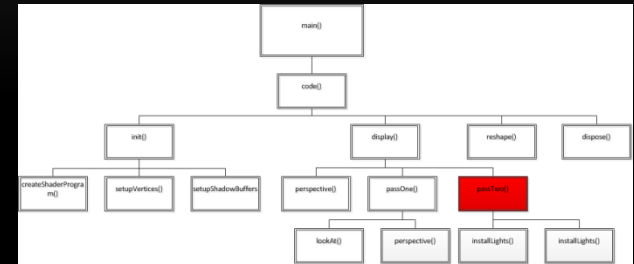 main()
code()
init()
display()
reshape()
dispose()
createShaderProgra
m()
setupVertices()
setupShadowBuffers
perspective()
passOne()
passTwo()
lookAt()
perspective()
installLights()
installLights()